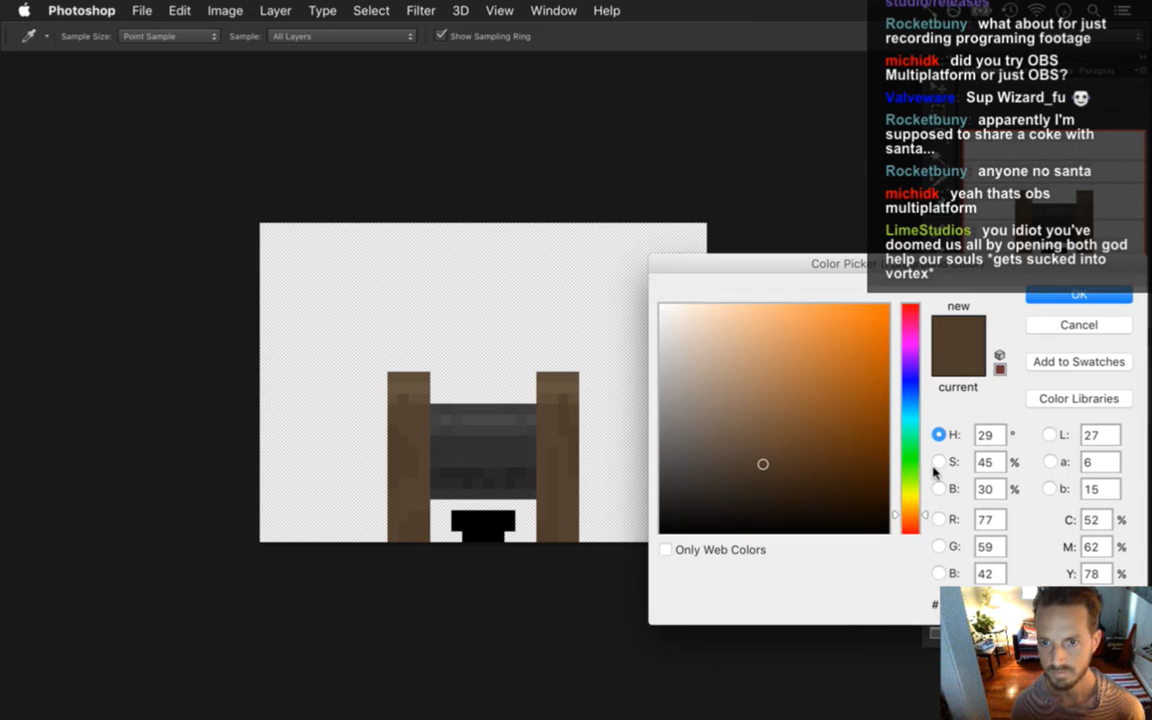 Photoshop File Edit Image Layer Type Select Filter 3D View Window Help
Sample Size: Point Sample Sample: All Layers Show Sampling Ring
studio/releases
Rocketbuny: what about for just
recording programing footage
michidk: did you try OBS
Multiplatform or just OBS?
Valveware: Sup Wizard_fu
Rocketbuny: apparently I'm
supposed to share a coke with
santa...
Rocketbuny: anyone no santa
michidk: yeah thats obs
multiplatform
LimeStudios: you idiot you've
doomed us all by opening both god
help our souls *gets sucked into
vortex*
Color Picker
new
current
OK
Cancel
Add to Swatches
Color Libraries
H: 29 ° L: 27
S: 45 % a: 6
B: 30 % b: 15
R: 77 C: 52 %
G: 59 M: 62 %
B: 42 Y: 78 %
#
Only Web Colors